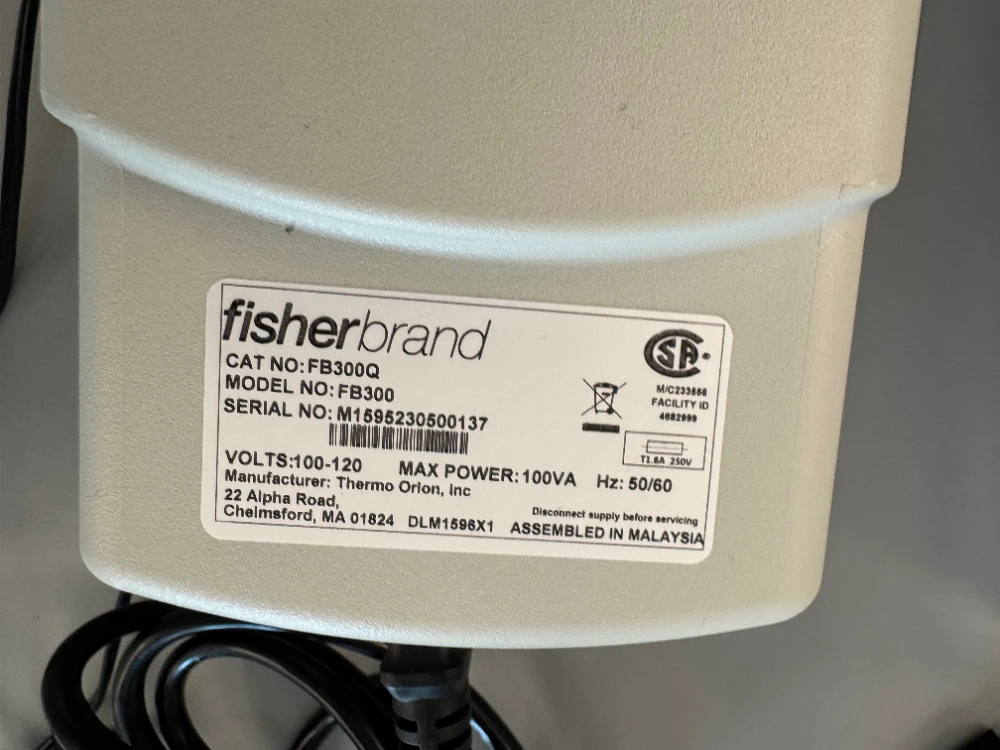 fisherbrand
CAT NO: FB300Q
MODEL NO: FB300
SERIAL NO: M1595230500137
VOLTS:100-120 MAX POWER: 100VA Hz: 50/60
Manufacturer: Thermo Orion, Inc
22 Alpha Road,
Chelmsford, MA 01824 DLM1596X1
Disconnect supply before servicing
ASSEMBLED IN MALAYSIA
SA
M/C
FACILITY ID
T1.6A 250V